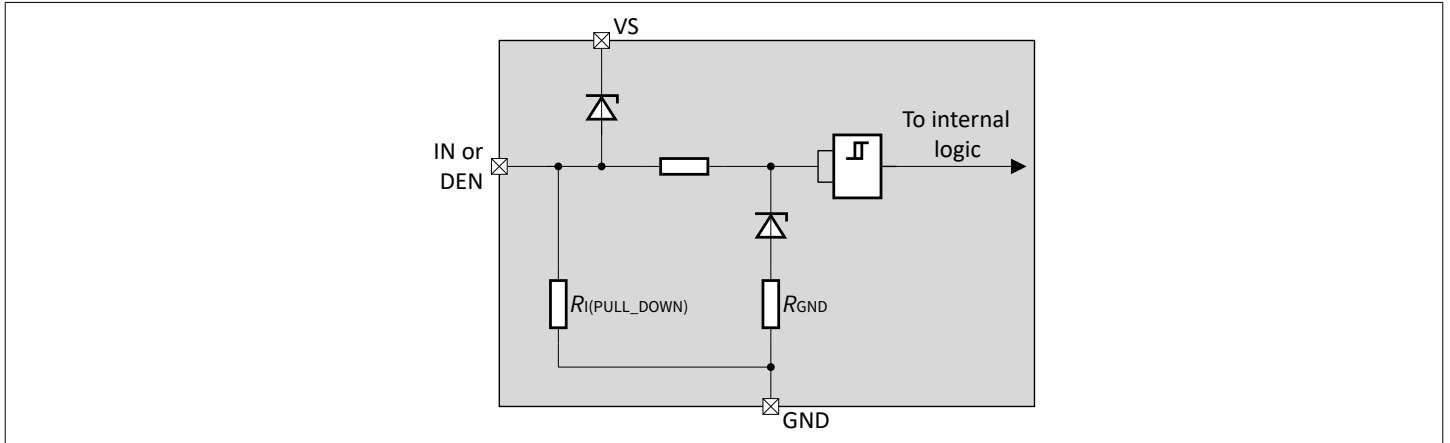 VS
To internal
logic
IN or
DEN
RI(PULL_DOWN)
RGND
GND